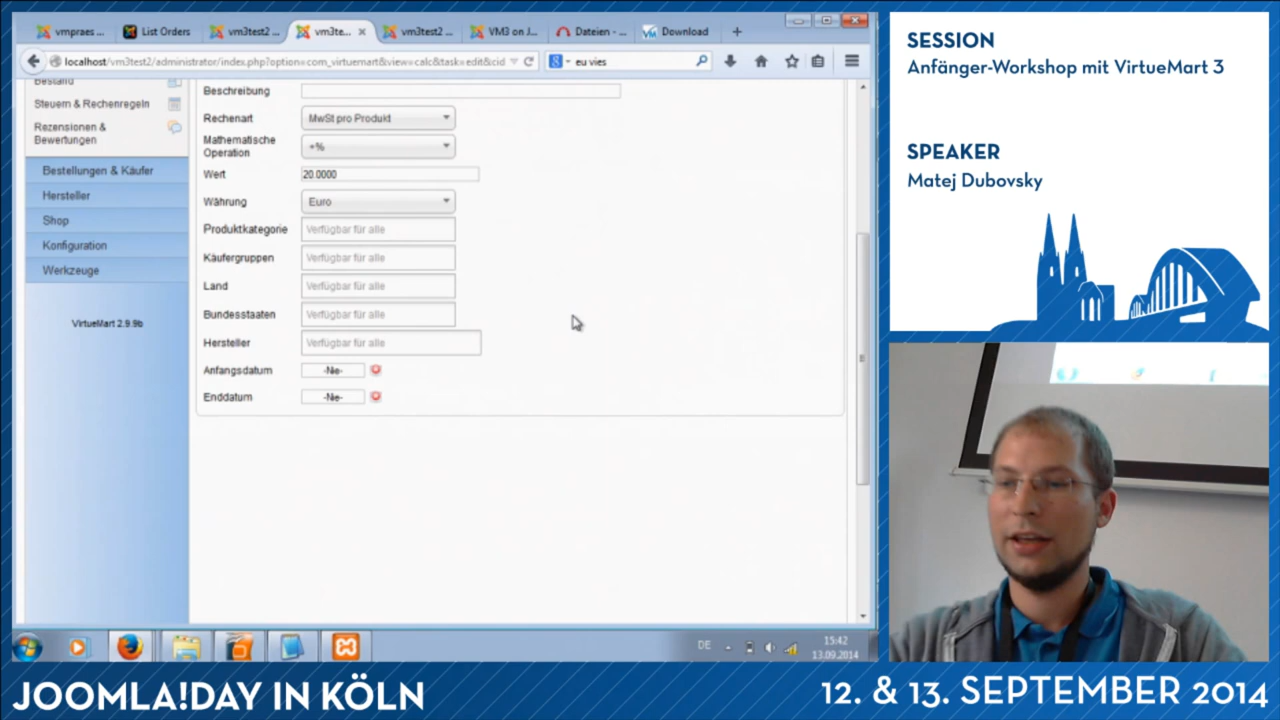 vmpraes ...
List Orders
vm3test2 ...
vm3te...
vm3test2 ...
VM3 on J...
Dateien - ...
Download
localhost/vm3test2/administrator/index.php?option=com_virtuemart&view=calc&task=edit&cid
eu vies
Bestand
Steuern & Rechenregeln
Rezensionen &
Bewertungen
Bestellungen & Käufer
Hersteller
Shop
Konfiguration
Werkzeuge
VirtueMart 2.9.9b
Beschreibung
Rechenart
MwSt pro Produkt
Mathematische
Operation
+%
Wert
20.0000
Währung
Euro
Produktkategorie
Verfügbar für alle
Käufergruppen
Verfügbar für alle
Land
Verfügbar für alle
Bundesstaaten
Verfügbar für alle
Hersteller
Verfügbar für alle
Anfangsdatum
-Nie-
Enddatum
-Nie-
DE
15:42
13.09.2014
SESSION
Anfänger-Workshop mit VirtueMart 3
SPEAKER
Matej Dubovsky
JOOMLA!DAY IN KÖLN
12. & 13. SEPTEMBER 2014